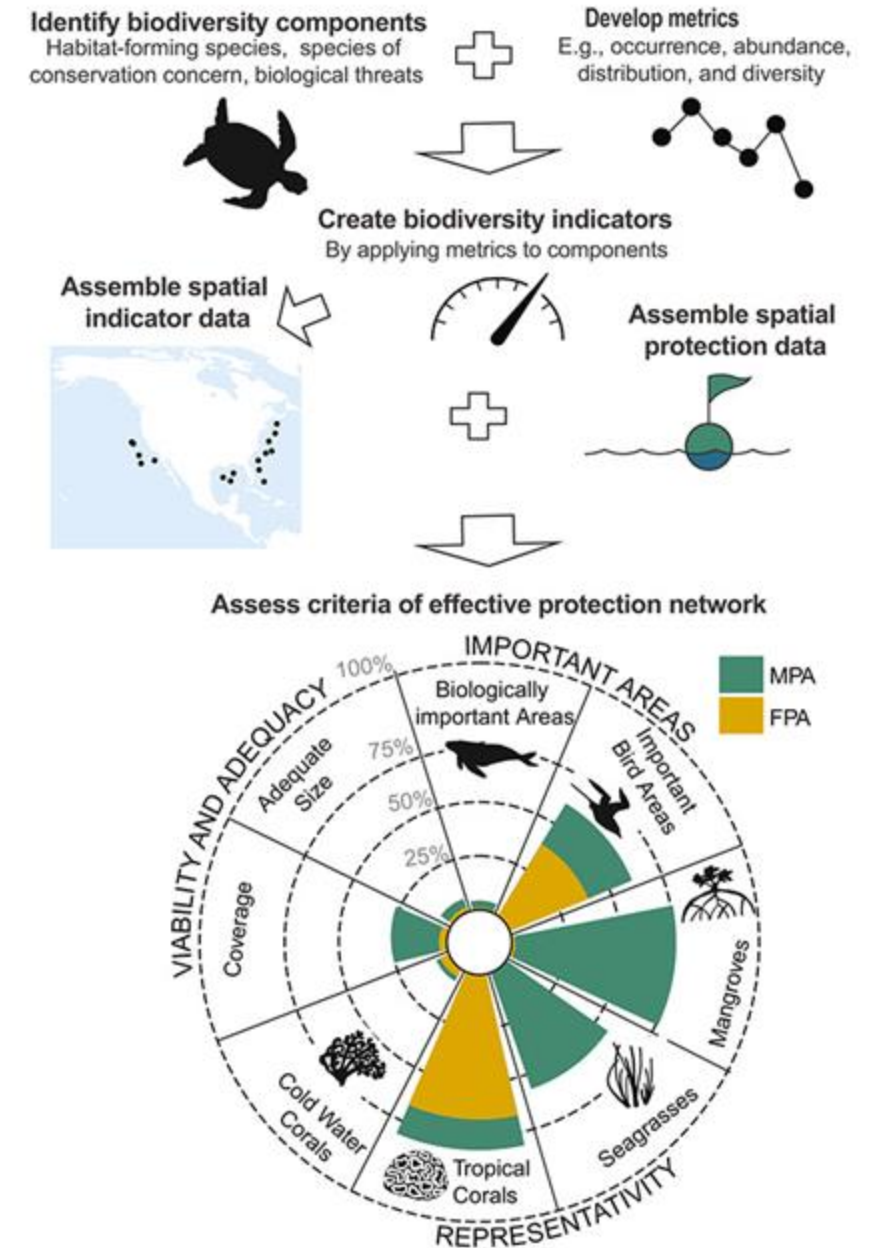 Identify biodiversity components
Habitat-forming species, species of
conservation concern, biological threats
Develop metrics
E.g., occurrence, abundance,
distribution, and diversity
Create biodiversity indicators
By applying metrics to components
Assemble spatial
indicator data
Assemble spatial
protection data
Assess criteria of effective protection network
IMPORTANT AREAS
MPA
FPA
100%
75%
50%
25%
Biologically
important Areas
Important
Bird Areas
Mangroves
Seagrasses
Tropical
Corals
Cold Water
Corals
Coverage
Adequate
Size
VIABILITY AND ADEQUACY
REPRESENTATIVITY